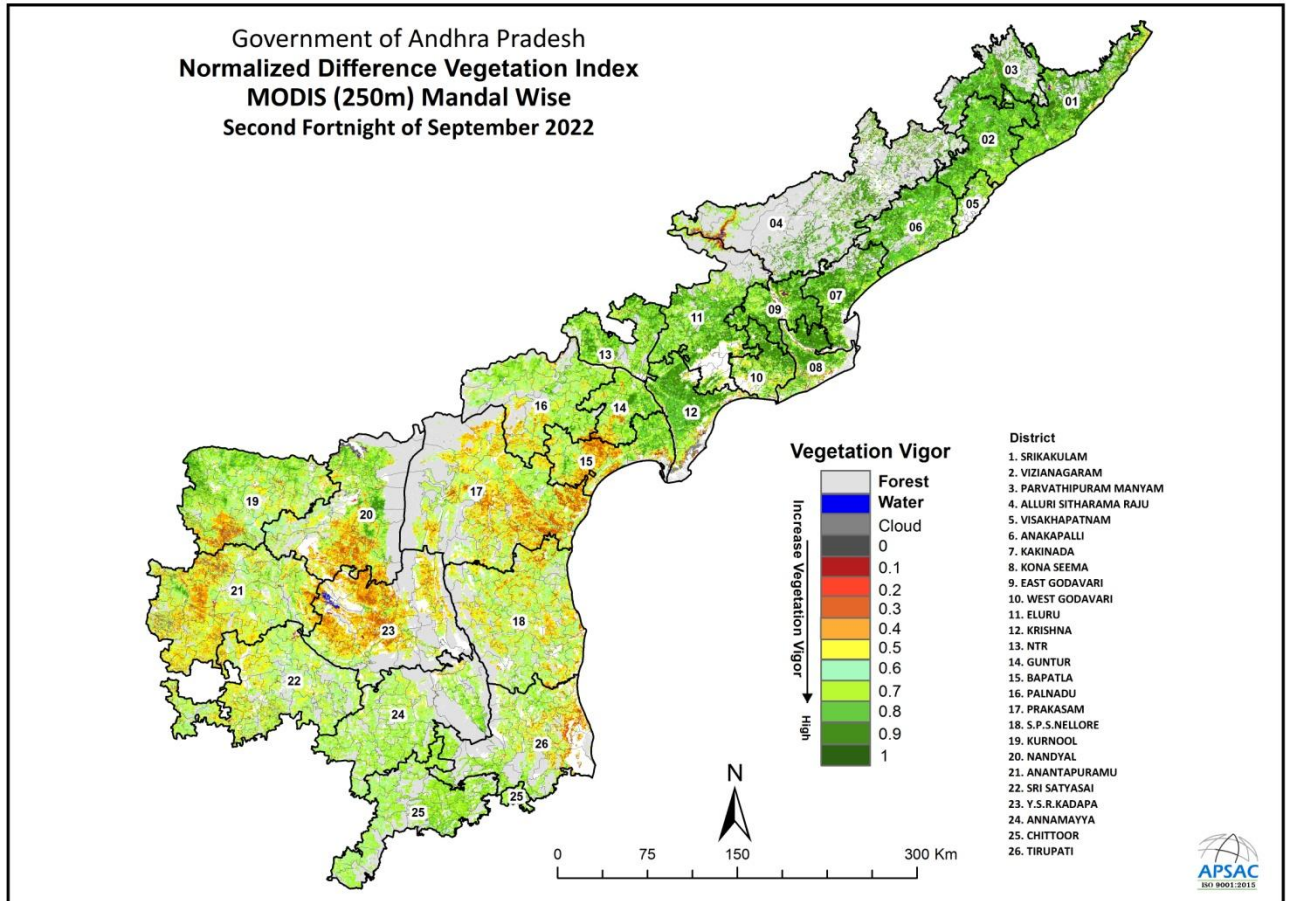 Government of Andhra Pradesh
Normalized Difference Vegetation Index
MODIS (250m) Mandal Wise
Second Fortnight of September 2022
03
01
02
05
04
06
07
09
11
08
13
10
12
16
14
15
17
19
20
21
18
23
22
24
26
25
25
Vegetation Vigor
Forest
Water
Cloud
0
0.1
0.2
0.3
0.4
0.5
0.6
0.7
0.8
0.9
1
Increase Vegetation Vigor
High
District
1. SRIKAKULAM
2. VIZIANAGARAM
3. PARVATHIPURAM MANYAM
4. ALLURI SITHARAMA RAJU
5. VISAKHAPATNAM
6. ANAKAPALLI
7. KAKINADA
8. KONA SEEMA
9. EAST GODAVARI
10. WEST GODAVARI
11. ELURU
12. KRISHNA
13. NTR
14. GUNTUR
15. BAPATLA
16. PALNADU
17. PRAKASAM
18. S.P.S.NELLORE
19. KURNOOL
20. NANDYAL
21. ANANTAPURAMU
22. SRI SATYASAI
23. Y.S.R.KADAPA
24. ANNAMAYYA
25. CHITTOOR
26. TIRUPATI
N
0 75 150 300 Km
APSAC
ISO 9001:2015